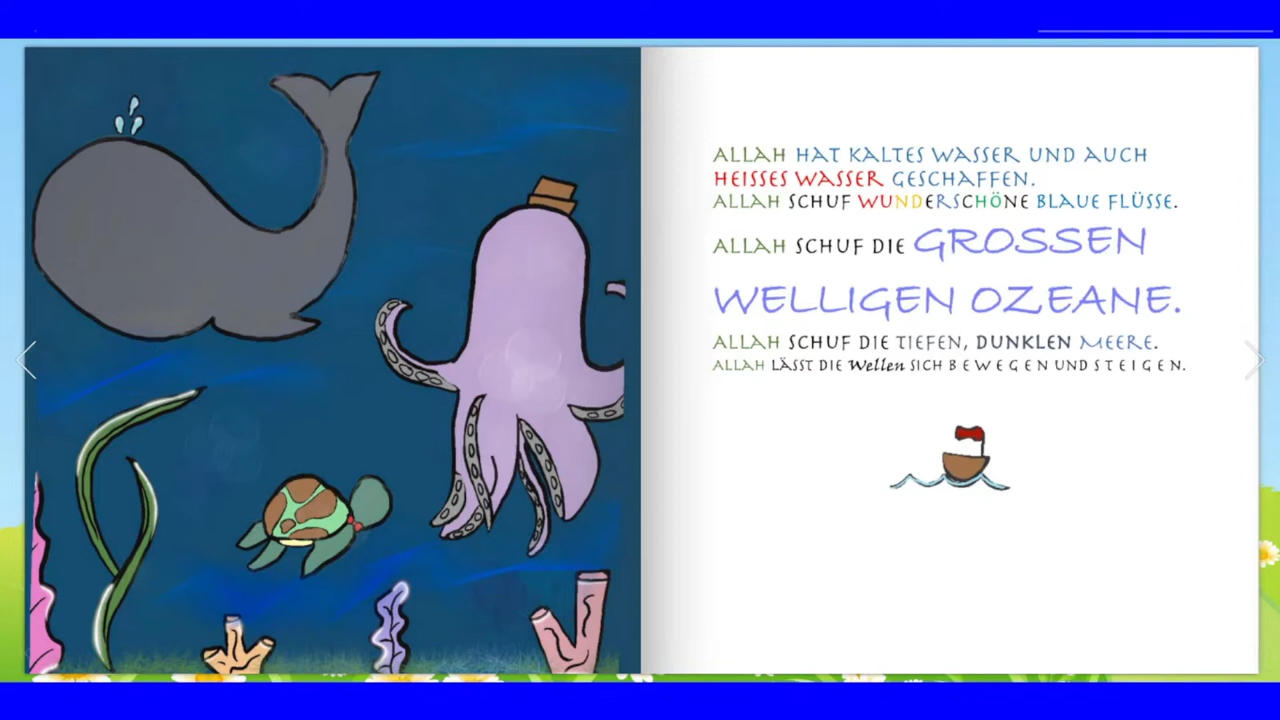 ALLAH HAT KALTES WASSER UND AUCH
HEISSES WASSER GESCHAFFEN.
ALLAH SCHUF WUNDERSCHÖNE BLAUE FLÜSSE.
ALLAH SCHUF DIE GROSSEN
WELLIGEN OZEANE.
ALLAH SCHUF DIE TIEFEN, DUNKLEN MEERE.
ALLAH LÄSST DIE Wellen SICH BEWEGEN UND STEIGEN.